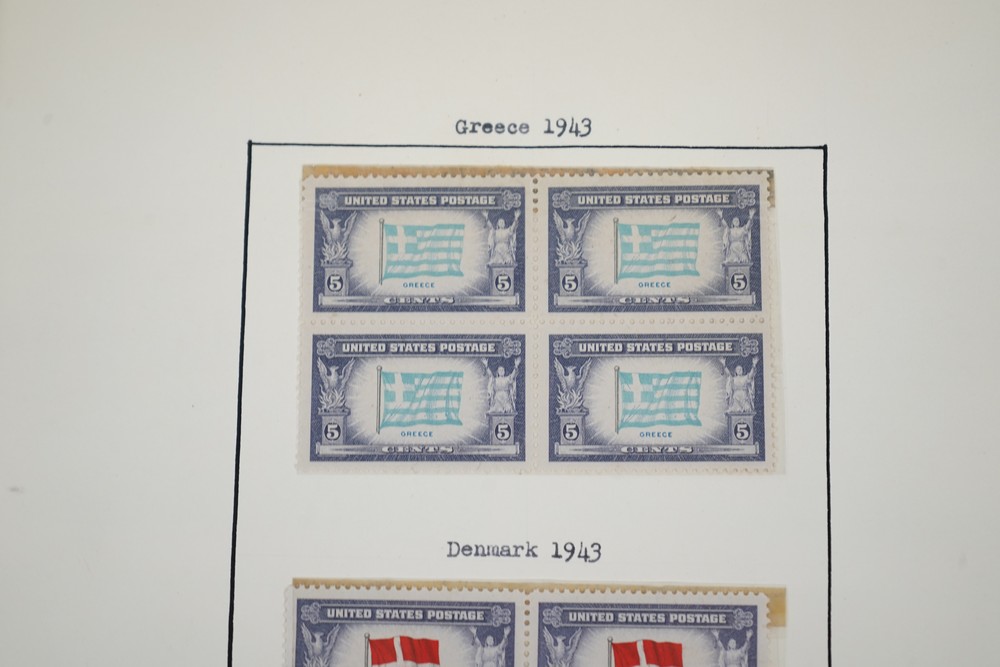 Greece 1943
UNITED STATES POSTAGE UNITED STATES POSTAGE
GREECE GREECE
5 5 5 5
CENTS CENTS
UNITED STATES POSTAGE UNITED STATES POSTAGE
GREECE GREECE
5 5 5 5
CENTS CENTS
Denmark 1943
UNITED STATES POSTAGE UNITED STATES POSTAGE